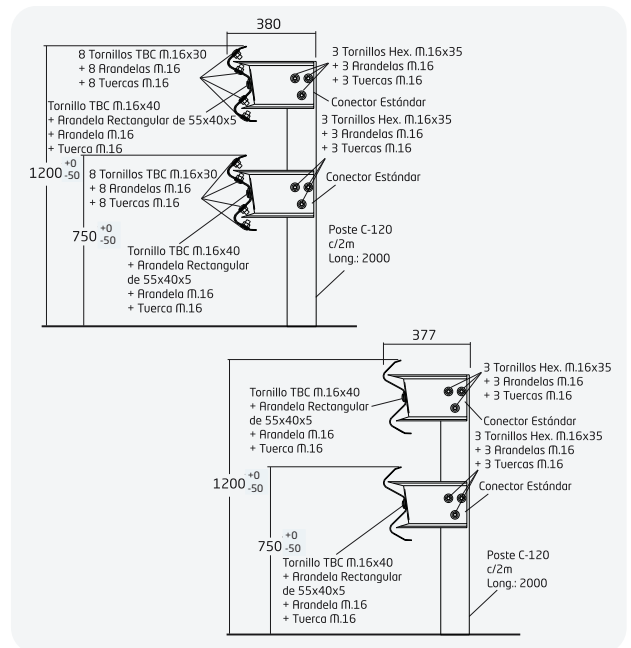 380
8 Tornillos TBC M.16x30
+ 8 Arandelas M.16
+ 8 Tuercas M.16
3 Tornillos Hex. M.16x35
+ 3 Arandelas M.16
+ 3 Tuercas M.16
Tornillo TBC M.16x40
+ Arandela Rectangular de 55x40x5
+ Arandela M.16
+ Tuerca M.16
Conector Estándar
3 Tornillos Hex. M.16x35
+ 3 Arandelas M.16
+ 3 Tuercas M.16
1200 +0 -50
8 Tornillos TBC M.16x30
+ 8 Arandelas M.16
+ 8 Tuercas M.16
Conector Estándar
750 +0 -50
Tornillo TBC M.16x40
+ Arandela Rectangular
de 55x40x5
+ Arandela M.16
+ Tuerca M.16
Poste C-120
c/2m
Long.: 2000
377
3 Tornillos Hex. M.16x35
+ 3 Arandelas M.16
+ 3 Tuercas M.16
Tornillo TBC M.16x40
+ Arandela Rectangular
de 55x40x5
+ Arandela M.16
+ Tuerca M.16
Conector Estándar
3 Tornillos Hex. M.16x35
+ 3 Arandelas M.16
+ 3 Tuercas M.16
1200 +0 -50
Conector Estándar
750 +0 -50
Tornillo TBC M.16x40
+ Arandela Rectangular
de 55x40x5
+ Arandela M.16
+ Tuerca M.16
Poste C-120
c/2m
Long.: 2000